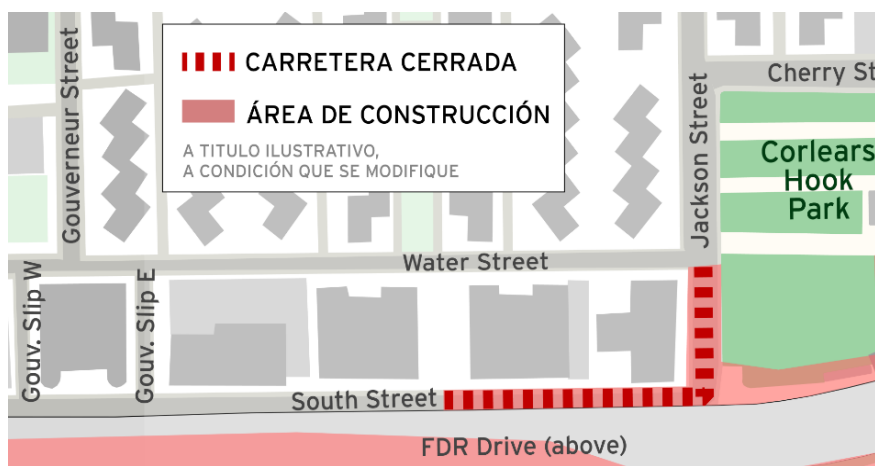 CARRETERA CERRADA
ÁREA DE CONSTRUCCIÓN
A TITULO ILUSTRATIVO,
A CONDICIÓN QUE SE MODIFIQUE
Gouverneur Street
Jackson Street
Cherry St
Corlears
Hook
Park
Water Street
Gouv. Slip W
Gouv. Slip E
South Street
FDR Drive (above)